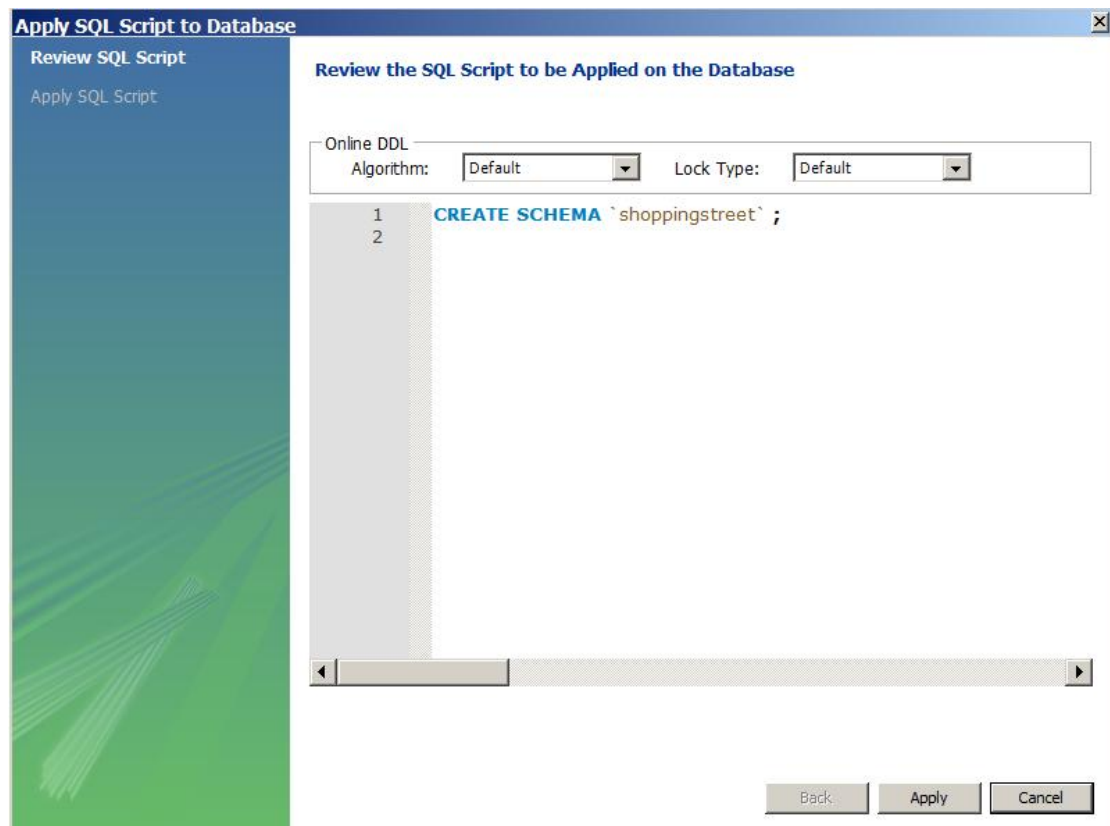 Apply SQL Script to Database
Review SQL Script
Apply SQL Script
Review the SQL Script to be Applied on the Database
Online DDL
Algorithm: Default Lock Type: Default
1 CREATE SCHEMA `shoppingstreet` ;
2
Back Apply Cancel